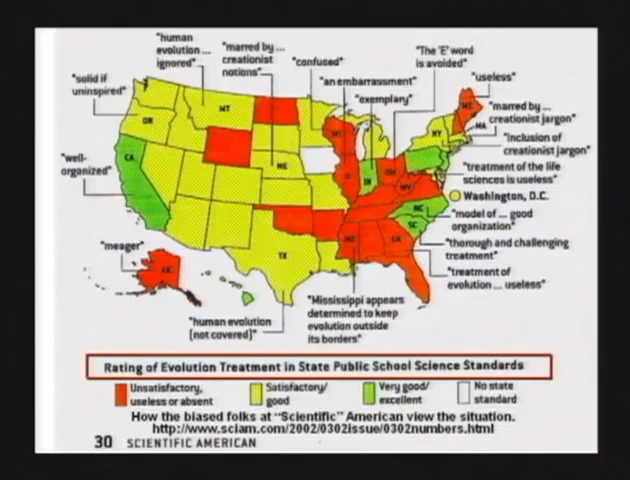 "human
evolution ...
ignored"
"marred by ...
creationist
notions"
"confused"
"The 'E' word
is avoided"
"solid if
uninspired"
"an embarrassment"
"useless"
"exemplary"
"marred by ...
creationist jargon"
"inclusion of
creationist jargon"
"well-
organized"
"treatment of the life
sciences is useless"
Washington, D.C.
"model of ... good
organization"
"meager"
"thorough and challenging
treatment"
"treatment of
evolution ... useless"
"human evolution
[not covered]"
"Mississippi appears
determined to keep
evolution outside
its borders"
MT
OR
ME
WI
NY
MA
CA
NE
IN
OH
WV
NC
SC
TX
MS
GA
AK
Rating of Evolution Treatment in State Public School Science Standards
Unsatisfactory,
useless or absent
Satisfactory/
good
Very good/
excellent
No state
standard
How the biased folks at "Scientific" American view the situation.
http://www.sciam.com/2002/0302issue/0302numbers.html
30 SCIENTIFIC AMERICAN